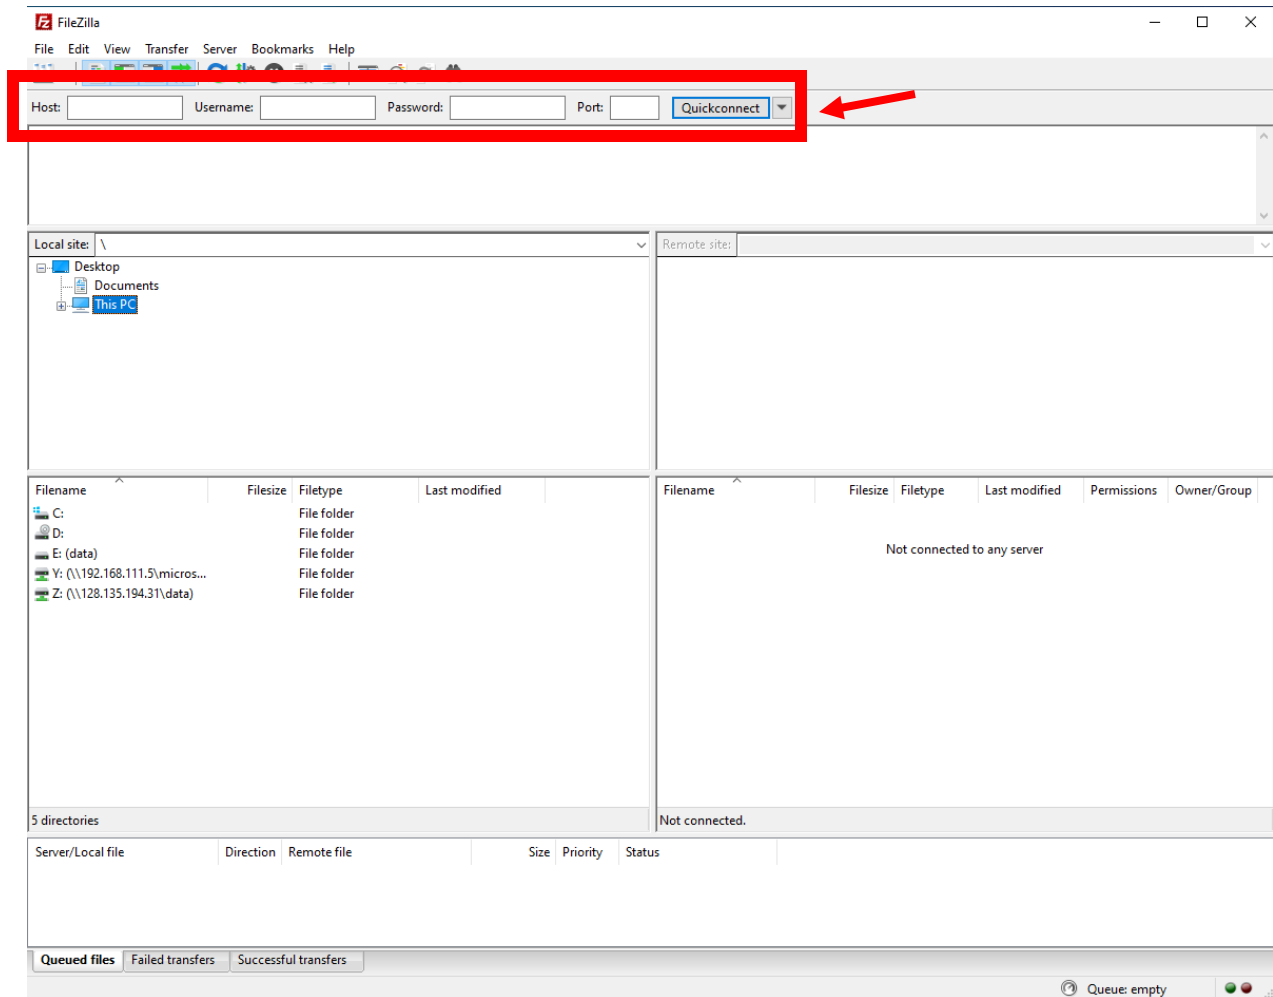 FileZilla
File Edit View Transfer Server Bookmarks Help
Host: Username: Password: Port: Quickconnect
Local site: \
Remote site:
Desktop
Documents
This PC
Filename Filesize Filetype Last modified
C: File folder
D: File folder
E: (data) File folder
Y: (\\192.168.111.5\micros... File folder
Z: (\\128.135.194.31\data) File folder
5 directories
Filename Filesize Filetype Last modified Permissions Owner/Group
Not connected to any server
Not connected.
Server/Local file Direction Remote file Size Priority Status
Queued files Failed transfers Successful transfers
Queue: empty